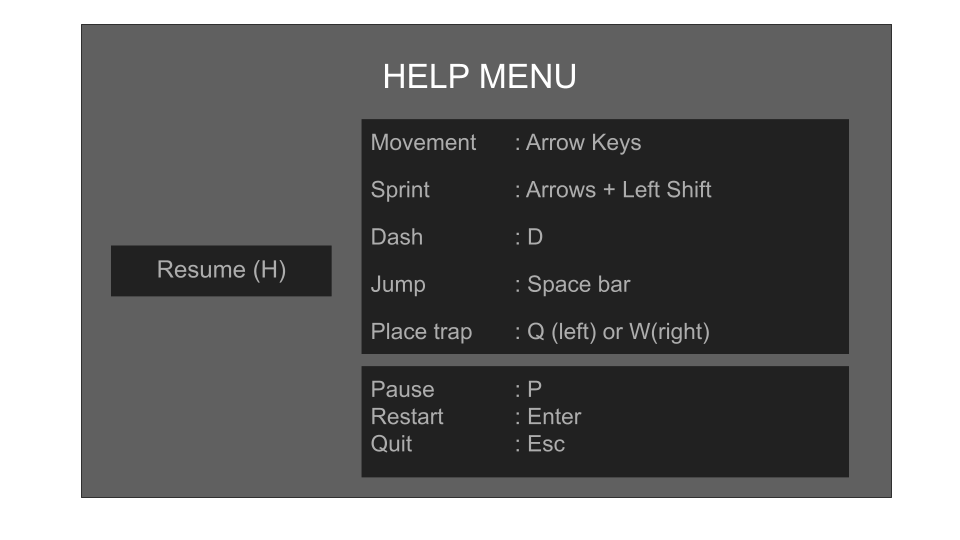 HELP MENU
Movement : Arrow Keys
Sprint : Arrows + Left Shift
Dash : D
Resume (H)
Jump : Space bar
Place trap : Q (left) or W(right)
Pause : P
Restart : Enter
Quit : Esc